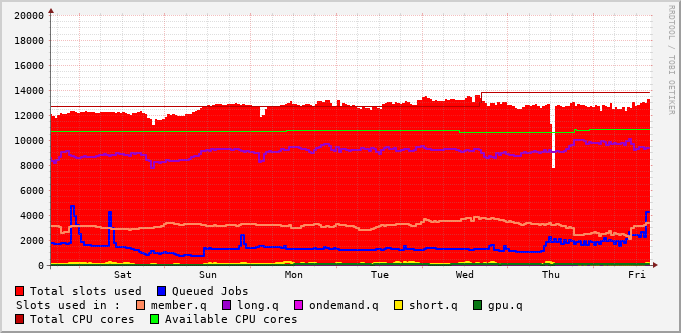 RRDTOOL / TOBI OETIKER
20000
18000
16000
14000
12000
10000
8000
6000
4000
2000
0
Sat Sun Mon Tue Wed Thu Fri
Total slots used Queued Jobs
Slots used in : member.q long.q ondemand.q short.q gpu.q
Total CPU cores Available CPU cores